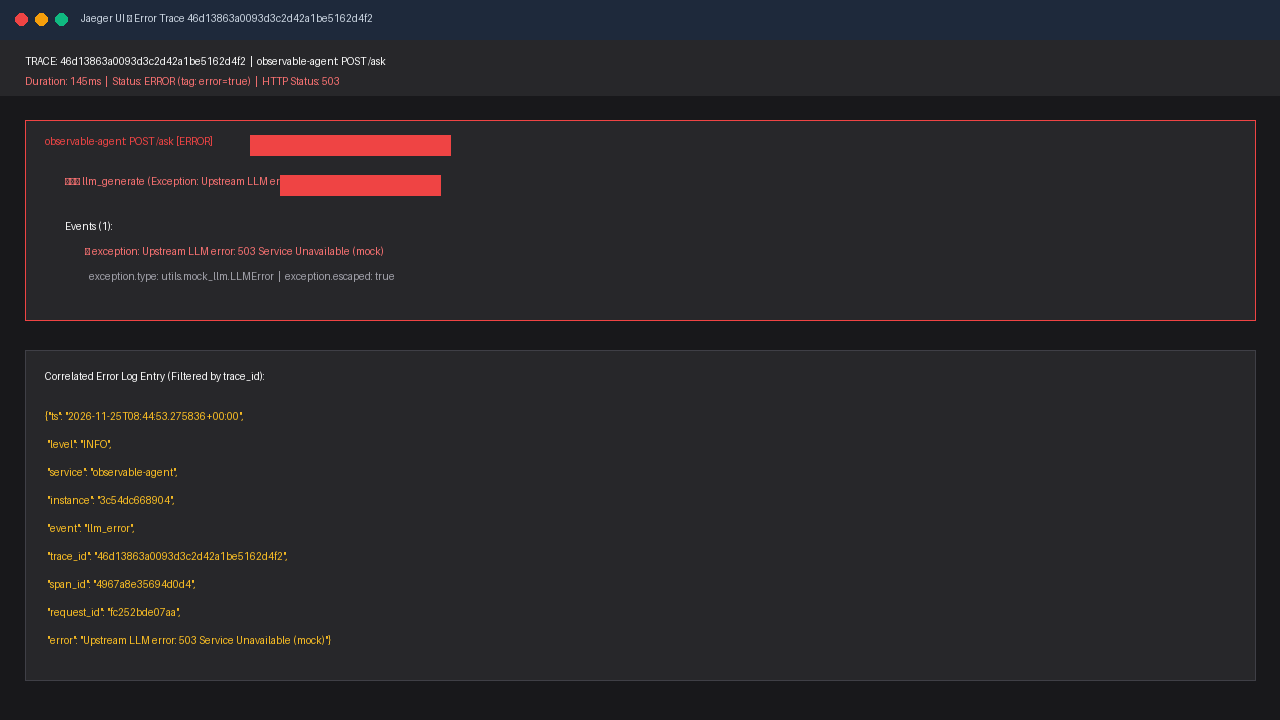 Jaeger UI Error Trace 46d13863a0093d3c2d42a1be5162d4f2
TRACE: 46d13863a0093d3c2d42a1be5162d4f2 | observable-agent: POST /ask
Duration: 145ms | Status: ERROR (tag: error=true) | HTTP Status: 503
observable-agent: POST /ask [ERROR]
llm_generate (Exception: Upstream LLM er
Events (1):
exception: Upstream LLM error: 503 Service Unavailable (mock)
exception.type: utils.mock_llm.LLMError | exception.escaped: true
Correlated Error Log Entry (Filtered by trace_id):
{"ts": "2026-11-25T08:44:53.275836+00:00",
"level": "INFO",
"service": "observable-agent",
"instance": "3c54dc668904",
"event": "llm_error",
"trace_id": "46d13863a0093d3c2d42a1be5162d4f2",
"span_id": "4967a8e35694d0d4",
"request_id": "fc252bde07aa",
"error": "Upstream LLM error: 503 Service Unavailable (mock)"}